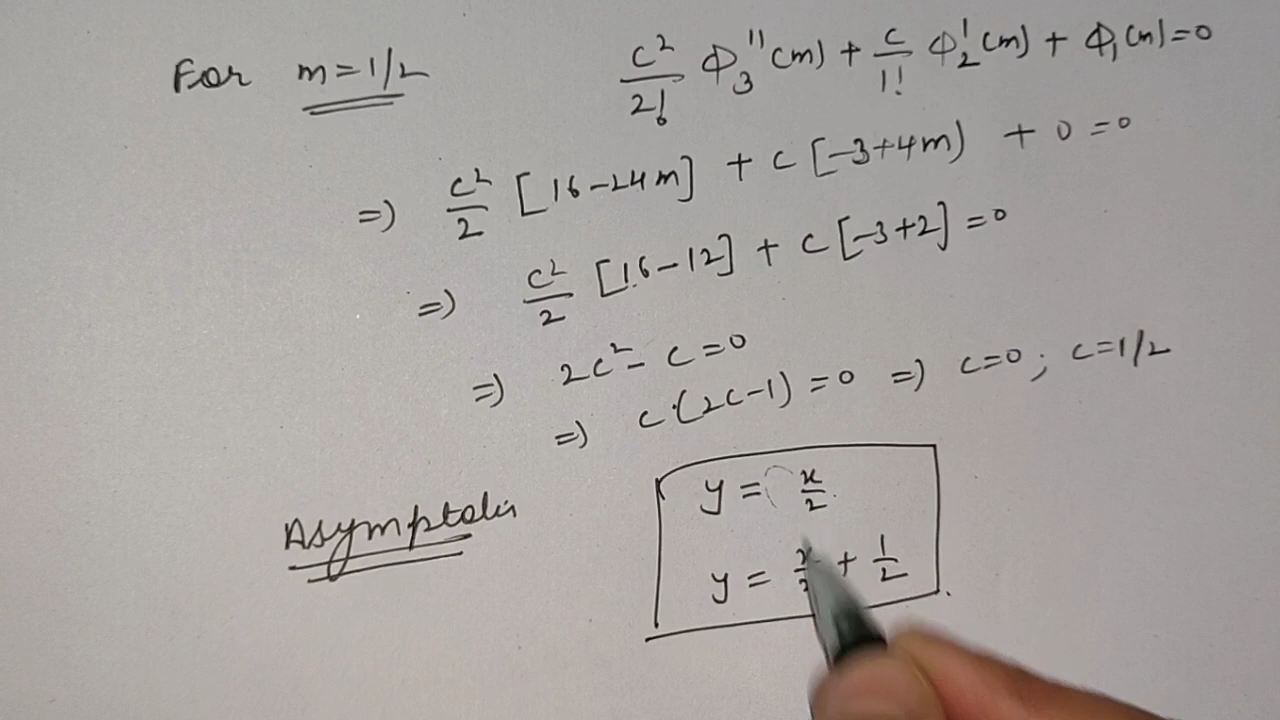 For m=1/2 c²/2! Φ₃''(m) + c/1! Φ₂'(m) + Φ₁(m)=0
=) c²/2 [16-24m] + c[-3+4m) + 0 =0
=) c²/2 [16-12] + c[-3+2] =0
=) 2c²- c=0
=) c·(2c-1) =0 =) c=0; c=1/2
y = x/2
Asymptotes
y = x/2 + 1/2